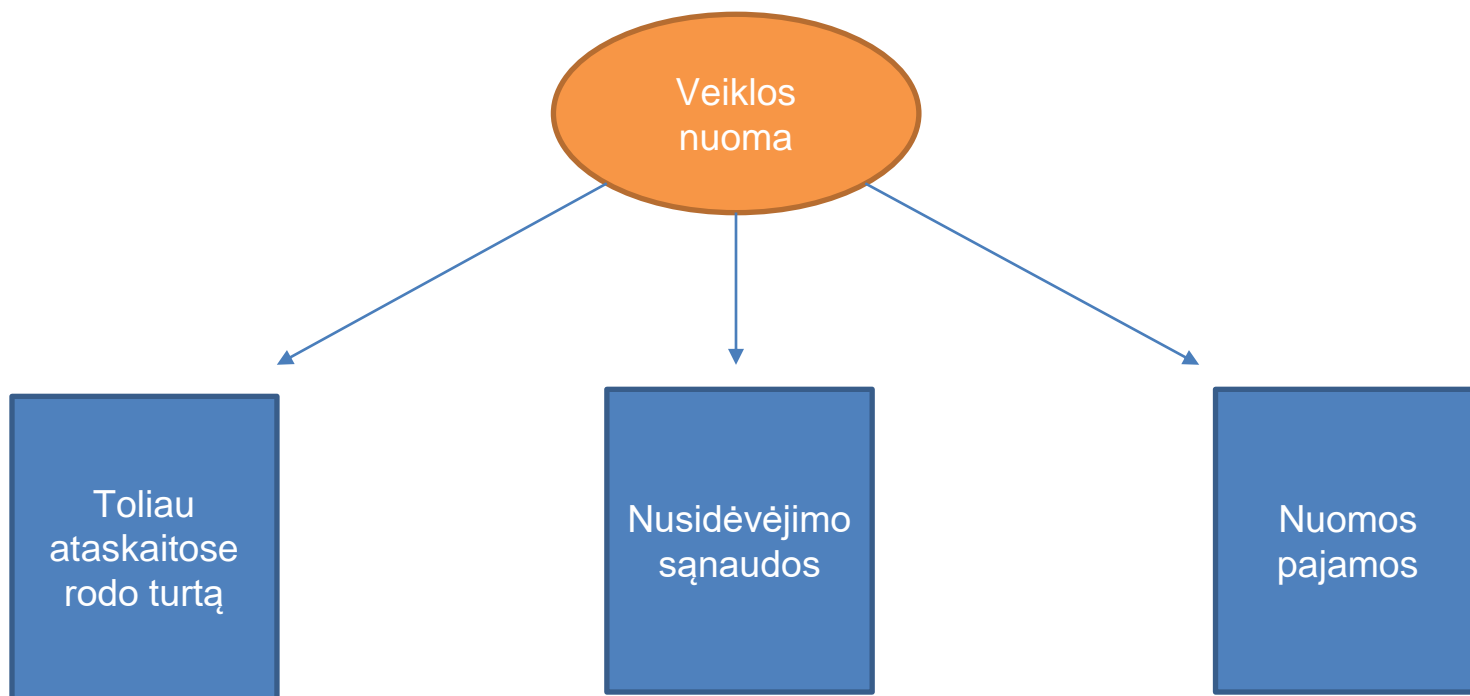 Veiklos
nuoma
Toliau
ataskaitose
rodo turtą
Nusidėvėjimo
sąnaudos
Nuomos
pajamos